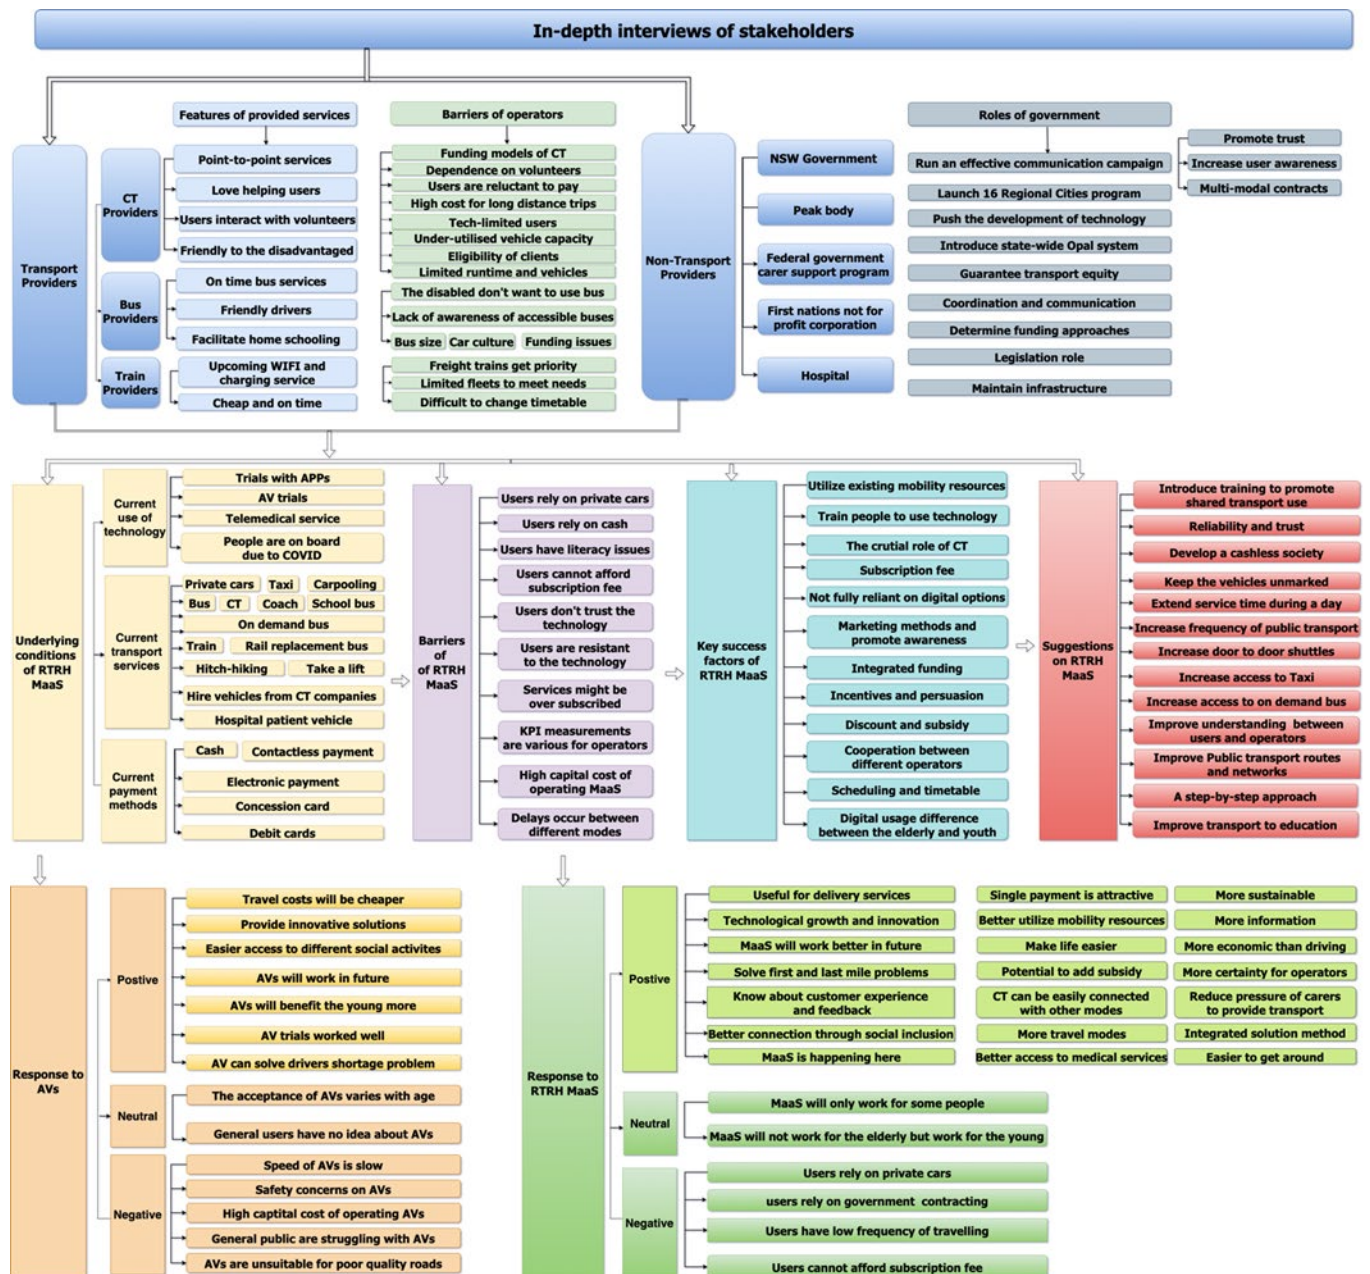 In-depth interviews of stakeholders
Transport
Providers
CT
Providers
Bus
Providers
Train
Providers
Features of provided services
Point-to-point services
Love helping users
Users interact with volunteers
Friendly to the disadvantaged
On time bus services
Friendly drivers
Facilitate home schooling
Upcoming WIFI and
charging service
Cheap and on time
Barriers of operators
Funding models of CT
Dependence on volunteers
Users are reluctant to pay
High cost for long distance trips
Tech-limited users
Under-utilised vehicle capacity
Eligibility of clients
Limited runtime and vehicles
The disabled don't want to use bus
Lack of awareness of accessible buses
Bus size
Car culture
Funding issues
Freight trains get priority
Limited fleets to meet needs
Difficult to change timetable
Non-Transport
Providers
NSW Government
Peak body
Federal government
carer support program
First nations not for
profit corporation
Hospital
Roles of government
Run an effective communication campaign
Launch 16 Regional Cities program
Push the development of technology
Introduce state-wide Opal system
Guarantee transport equity
Coordination and communication
Determine funding approaches
Legislation role
Maintain infrastructure
Promote trust
Increase user awareness
Multi-modal contracts
Underlying
conditions
of RTRH
MaaS
Current
use of
technology
Trials with APPs
AV trials
Telemedical service
People are on board
due to COVID
Current
transport
services
Private cars
Taxi
Carpooling
Bus
CT
Coach
School bus
On demand bus
Train
Rail replacement bus
Hitch-hiking
Take a lift
Hire vehicles from CT companies
Hospital patient vehicle
Current
payment
methods
Cash
Contactless payment
Electronic payment
Concession card
Debit cards
Barriers
of
of RTRH
MaaS
Users rely on private cars
Users rely on cash
Users have literacy issues
Users cannot afford
subscription fee
Users don't trust the
technology
Users are resistant
to the technology
Services might be
over subscribed
KPI measurements
are various for operators
High capital cost of
operating MaaS
Delays occur between
different modes
Key success
factors of
RTRH MaaS
Utilize existing mobility resources
Train people to use technology
The crutial role of CT
Subscription fee
Not fully reliant on digital options
Marketing methods and
promote awareness
Integrated funding
Incentives and persuasion
Discount and subsidy
Cooperation between
different operators
Scheduling and timetable
Digital usage difference
between the elderly and youth
Suggestions
on RTRH
MaaS
Introduce training to promote
shared transport use
Reliability and trust
Develop a cashless society
Keep the vehicles unmarked
Extend service time during a day
Increase frequency of public transport
Increase door to door shuttles
Increase access to Taxi
Increase access to on demand bus
Improve understanding between
users and operators
Improve Public transport routes
and networks
A step-by-step approach
Improve transport to education
Response to
AVs
Postive
Travel costs will be cheaper
Provide innovative solutions
Easier access to different social activites
AVs will work in future
AVs will benefit the young more
AV trials worked well
AV can solve drivers shortage problem
Neutral
The acceptance of AVs varies with age
General users have no idea about AVs
Negative
Speed of AVs is slow
Safety concerns on AVs
High captital cost of operating AVs
General public are struggling with AVs
AVs are unsuitable for poor quality roads
Response to
RTRH MaaS
Postive
Useful for delivery services
Technological growth and innovation
MaaS will work better in future
Solve first and last mile problems
Know about customer experience
and feedback
Better connection through social inclusion
MaaS is happening here
Single payment is attractive
Better utilize mobility resources
Make life easier
Potential to add subsidy
CT can be easily connected
with other modes
More travel modes
Better access to medical services
More sustainable
More information
More economic than driving
More certainty for operators
Reduce pressure of carers
to provide transport
Integrated solution method
Easier to get around
Neutral
MaaS will only work for some people
MaaS will not work for the elderly but work for the young
Negative
Users rely on private cars
users rely on government contracting
Users have low frequency of travelling
Users cannot afford subscription fee